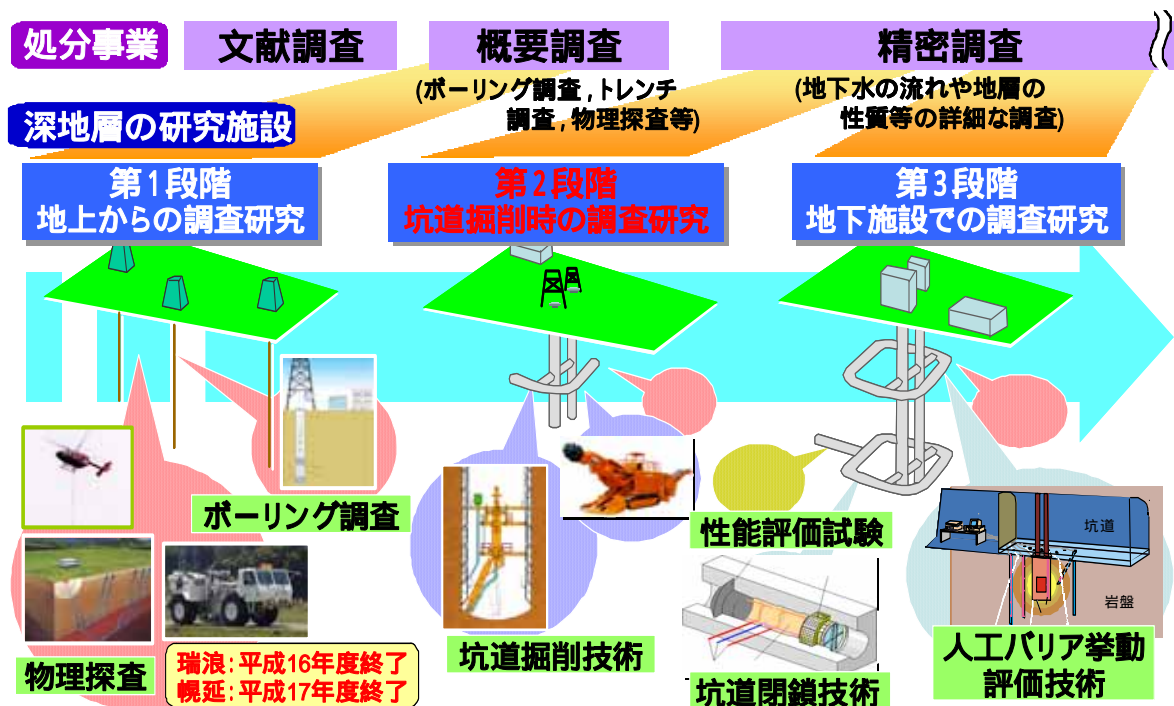 処分事業
文献調査
概要調査
精密調査
(ボーリング調査,トレンチ
調査,物理探査等)
(地下水の流れや地層の
性質等の詳細な調査)
深地層の研究施設
第1段階
地上からの調査研究
第2段階
坑道掘削時の調査研究
第3段階
地下施設での調査研究
ボーリング調査
物理探査
瑞浪:平成16年度終了
幌延:平成17年度終了
坑道掘削技術
性能評価試験
坑道閉鎖技術
坑道
岩盤
人工バリア挙動
評価技術